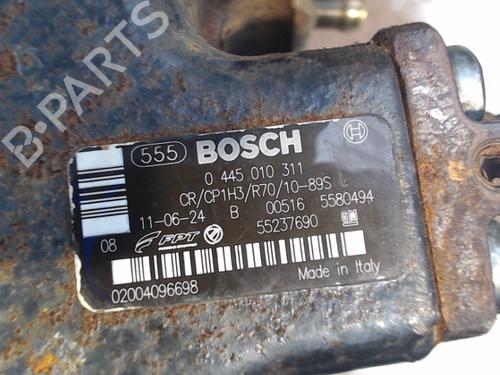 555 BOSCH
0 445 010 311
CR/CP1H3/R70/10-89S
11-06-24 B 00516 5580494
08 FPT 55237690
GM
02004096698 Made in Italy
B-PARTS